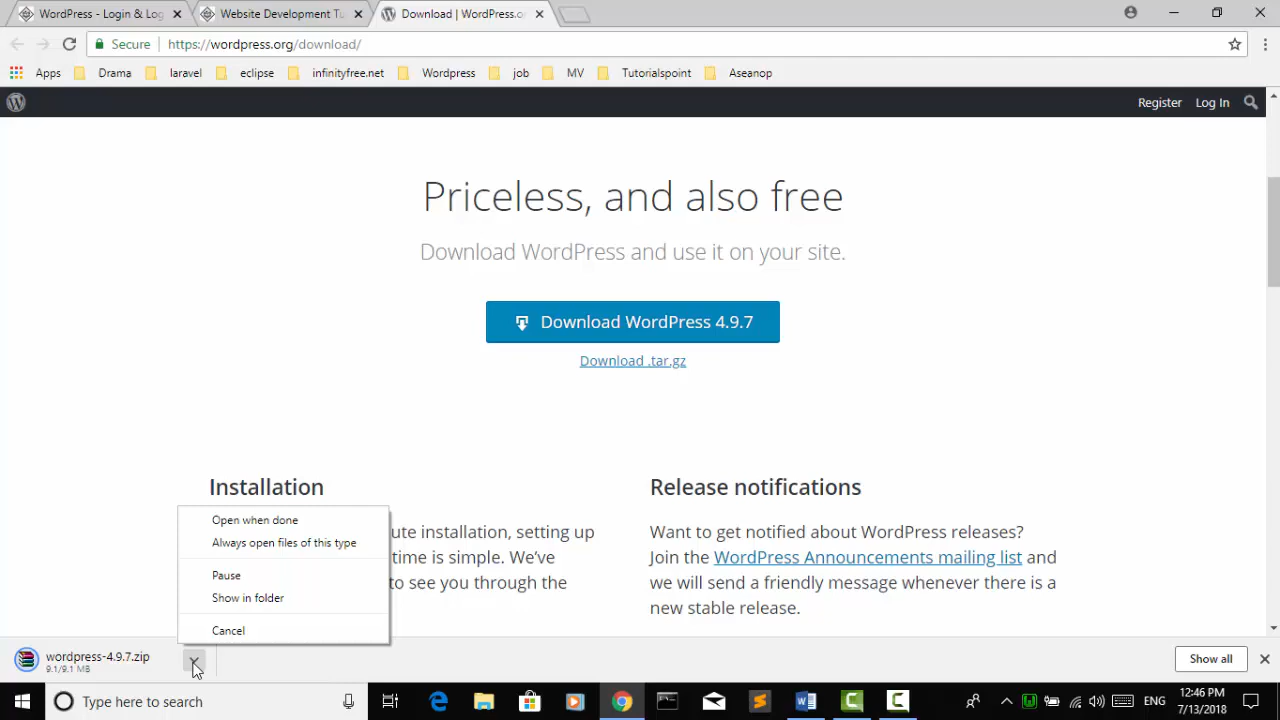 WordPress - Login & Log
Website Development Tu
Download | WordPress.o
Secure
https://wordpress.org/download/
Apps
Drama
laravel
eclipse
infinityfree.net
Wordpress
job
MV
Tutorialspoint
Aseanop
Register
Log In
Priceless, and also free
Download WordPress and use it on your site.
Download WordPress 4.9.7
Download .tar.gz
Installation
ute installation, setting up
time is simple. We've
to see you through the
Release notifications
Want to get notified about WordPress releases?
Join the WordPress Announcements mailing list and
we will send a friendly message whenever there is a
new stable release.
Open when done
Always open files of this type
Pause
Show in folder
Cancel
wordpress-4.9.7.zip
9.1/9.1 MB
Show all
Type here to search
ENG
12:46 PM
7/13/2018